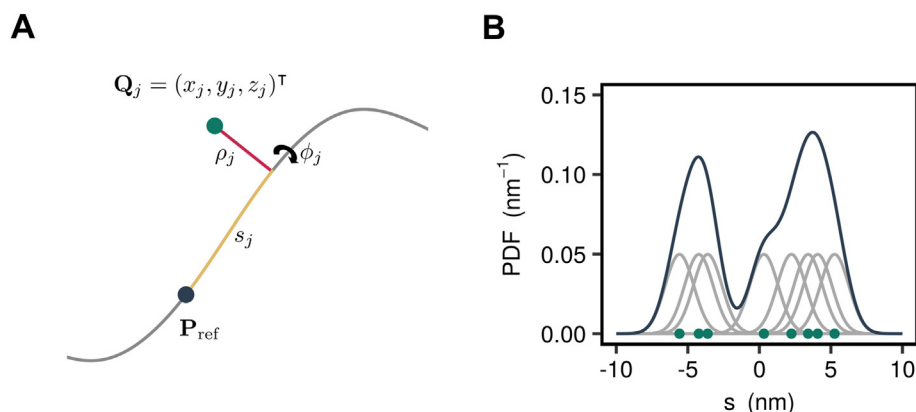 A
Q_j = (x_j, y_j, z_j)^T
ρ_j
ϕ_j
s_j
P_ref
B
PDF (nm⁻¹)
0.15
0.10
0.05
0.00
-10
-5
0
5
10
s (nm)